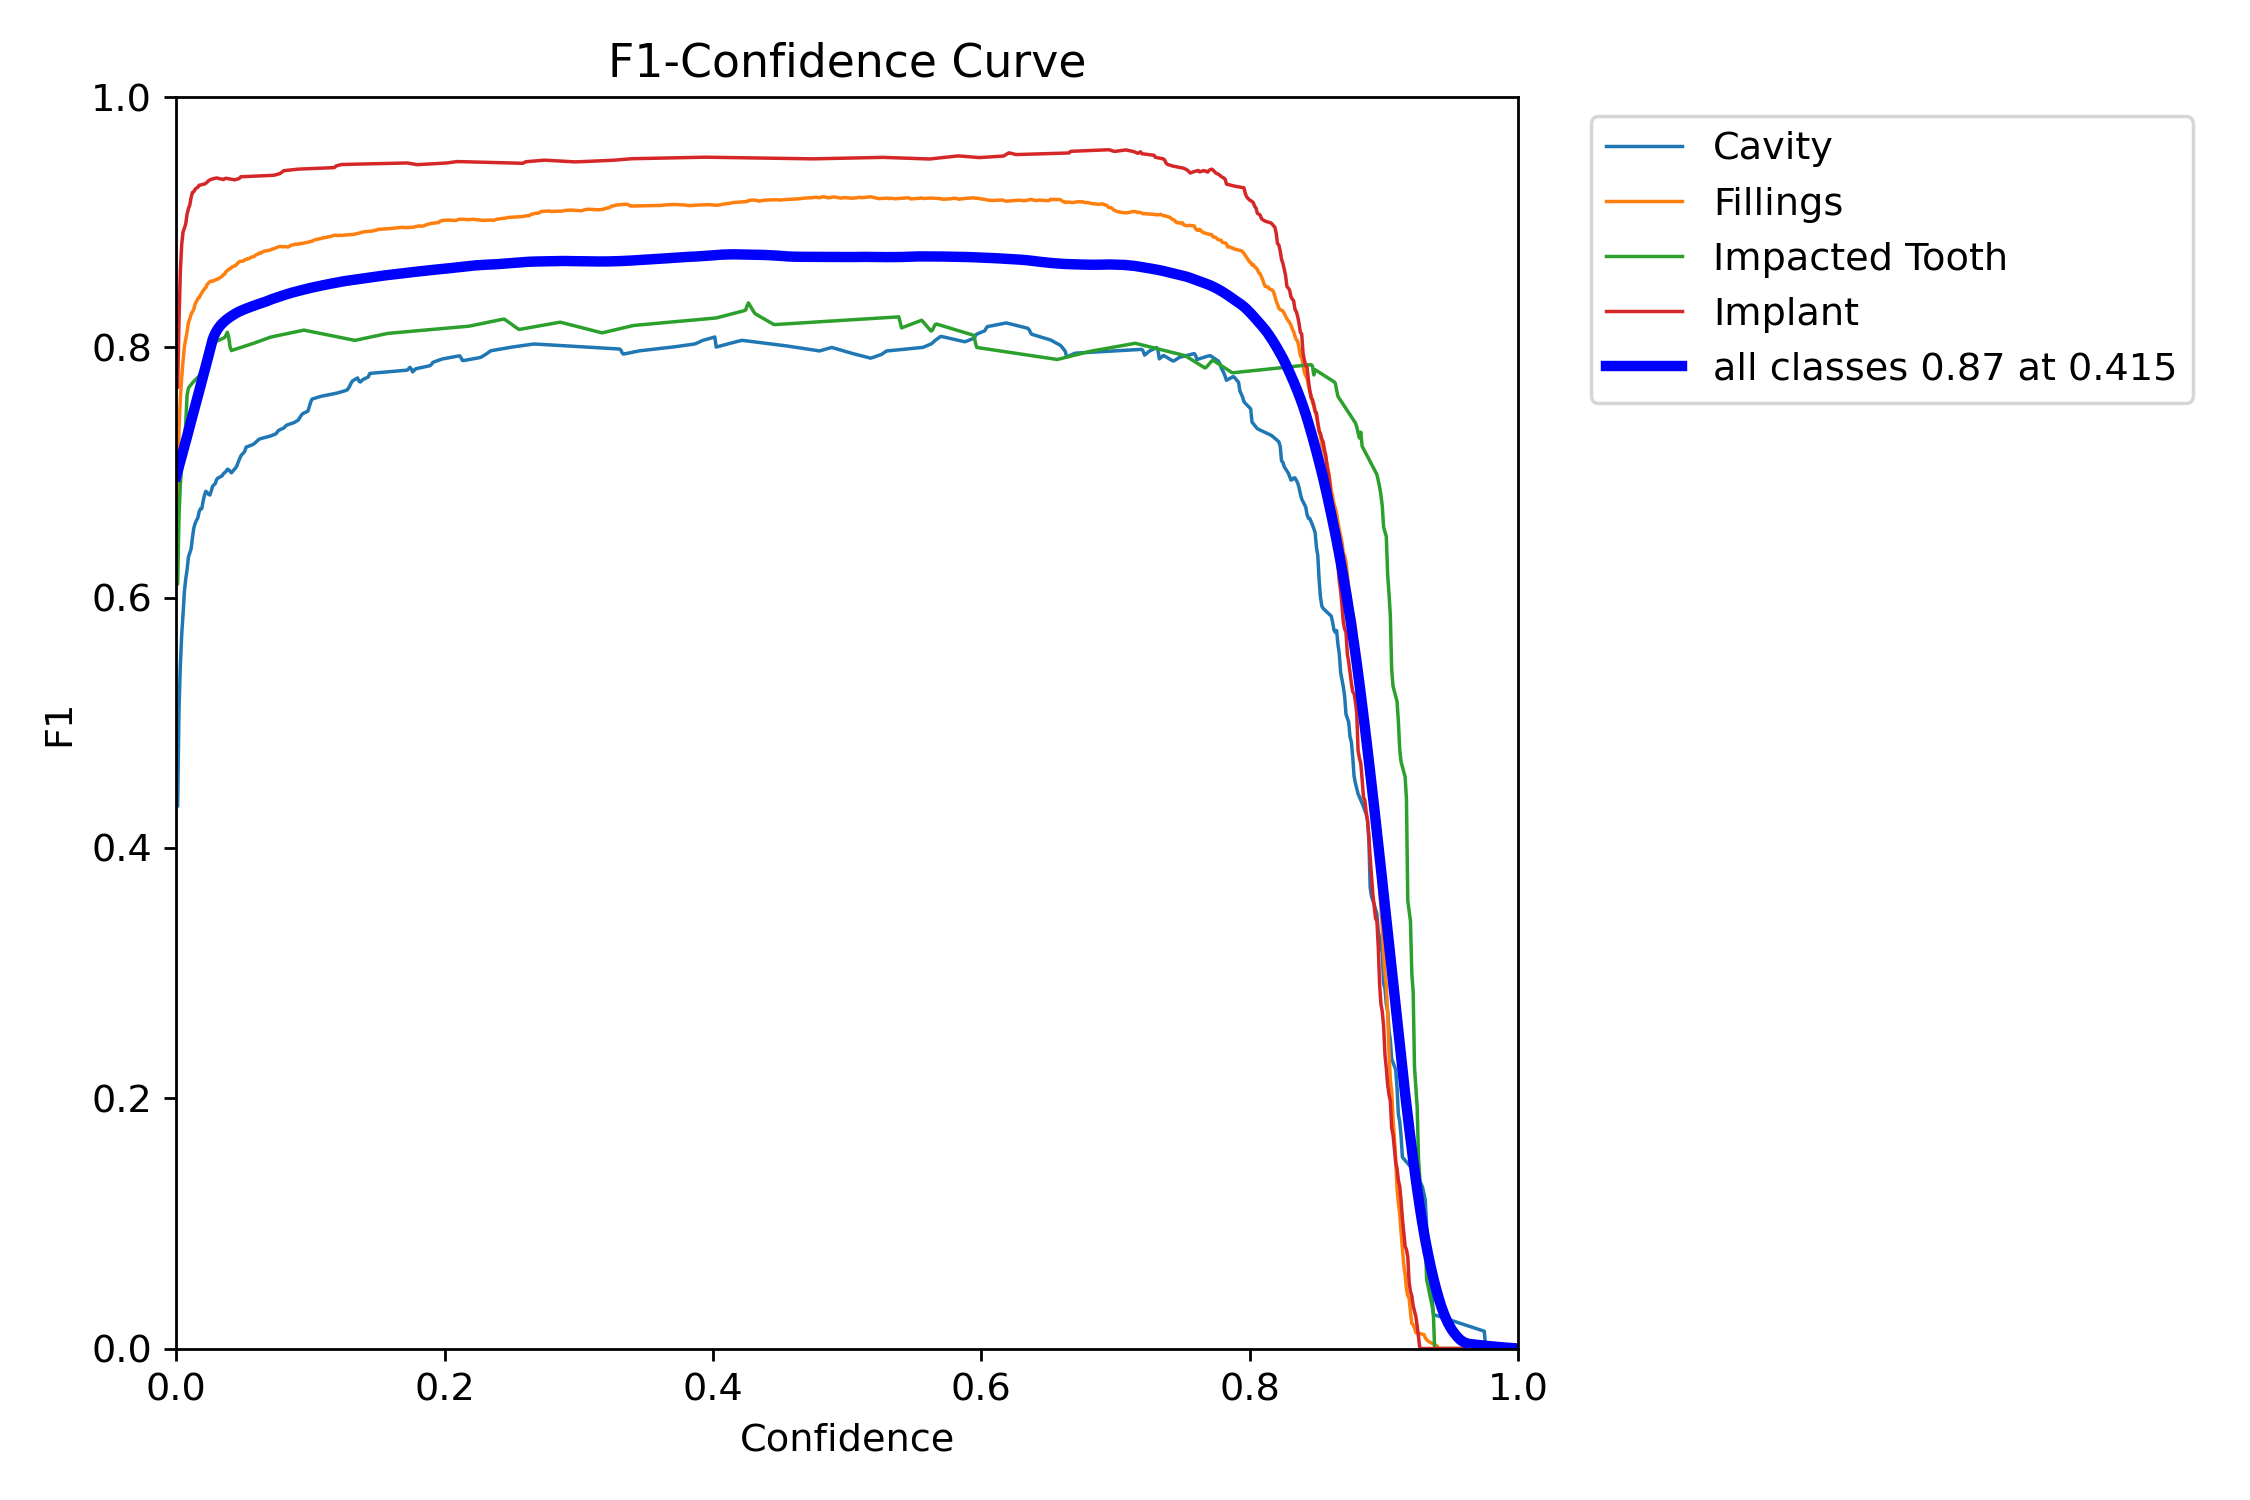 F1-Confidence Curve
1.0
0.8
0.6
0.4
0.2
0.0
F1
0.0 0.2 0.4 0.6 0.8 1.0
Confidence
Cavity
Fillings
Impacted Tooth
Implant
all classes 0.87 at 0.415